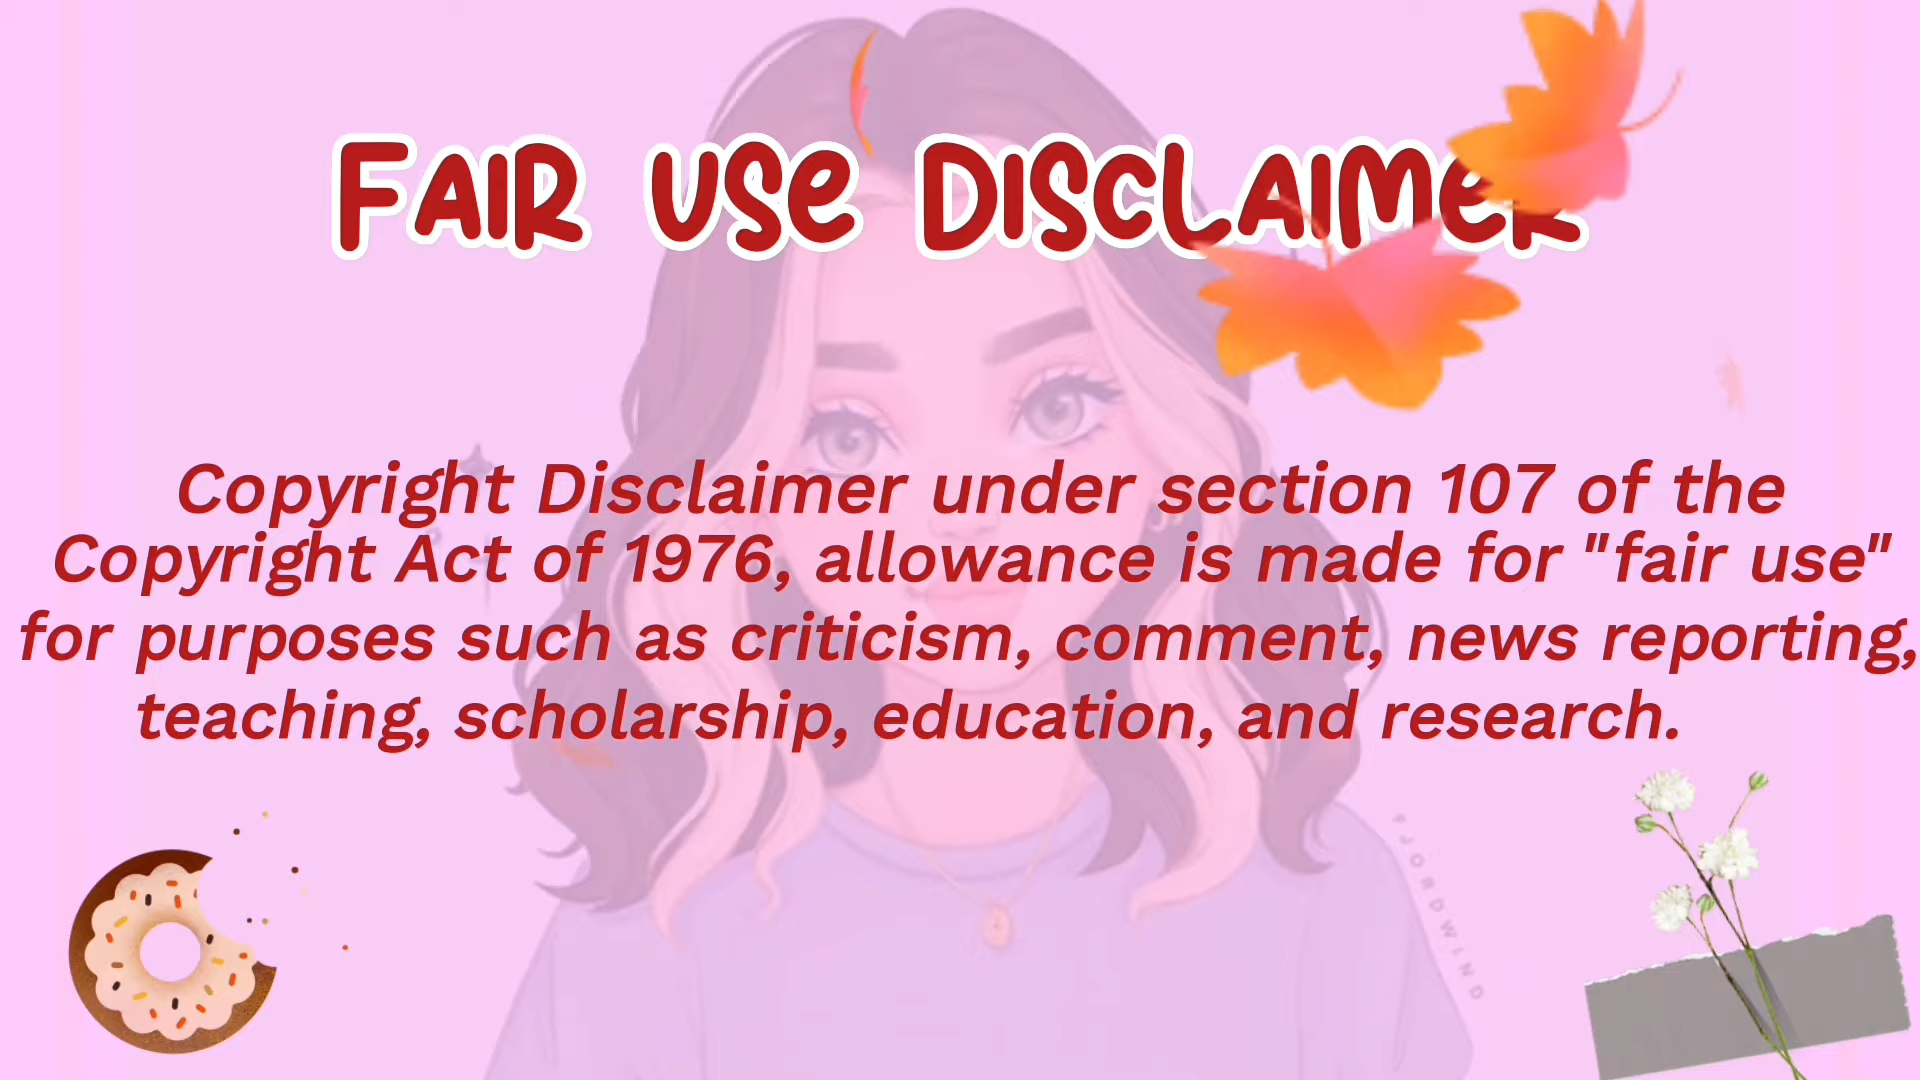 FAIR USE DISCLAIMER
Copyright Disclaimer under section 107 of the
Copyright Act of 1976, allowance is made for "fair use"
for purposes such as criticism, comment, news reporting,
teaching, scholarship, education, and research.
PJORDWIND